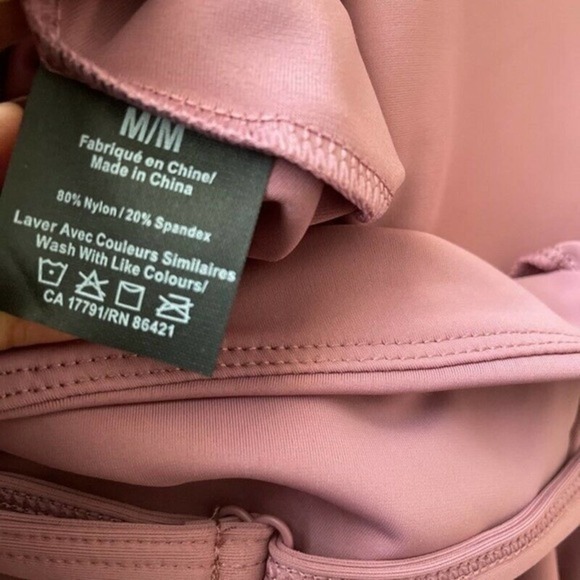 M/M
Fabriqué en Chine/
Made in China
80% Nylon / 20% Spandex
Laver Avec Couleurs Similaires
Wash With Like Colours/
CA 17791/RN 86421